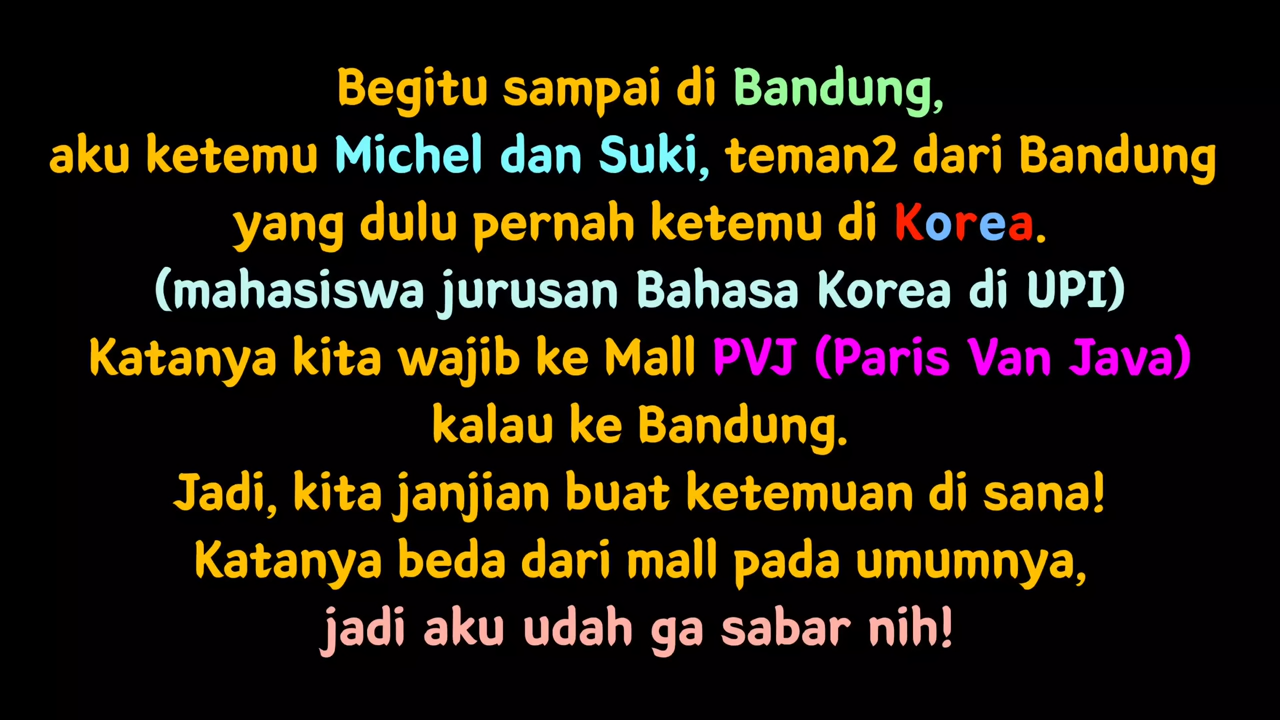 Begitu sampai di Bandung,
aku ketemu Michel dan Suki, teman2 dari Bandung
yang dulu pernah ketemu di Korea.
(mahasiswa jurusan Bahasa Korea di UPI)
Katanya kita wajib ke Mall PVJ (Paris Van Java)
kalau ke Bandung.
Jadi, kita janjian buat ketemuan di sana!
Katanya beda dari mall pada umumnya,
jadi aku udah ga sabar nih!